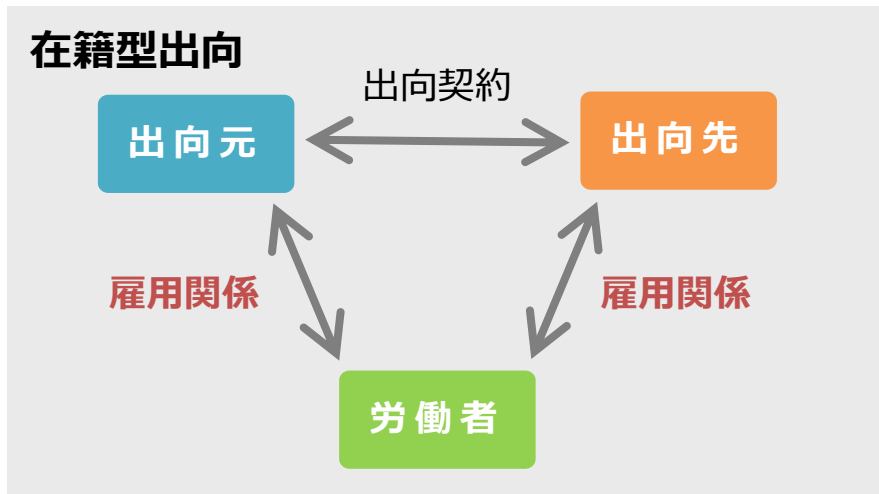 在籍型出向
出向契約
出向元
出向先
雇用関係
雇用関係
労働者